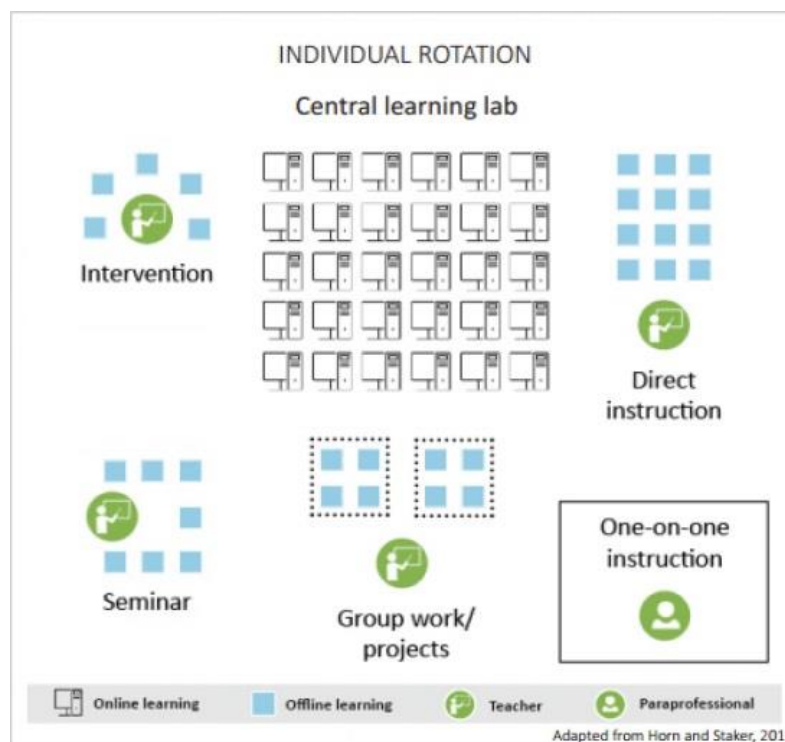 INDIVIDUAL ROTATION
Central learning lab
Intervention
Direct
instruction
Seminar
Group work/
projects
One-on-one
instruction
Online learning
Offline learning
Teacher
Paraprofessional
Adapted from Horn and Staker, 201